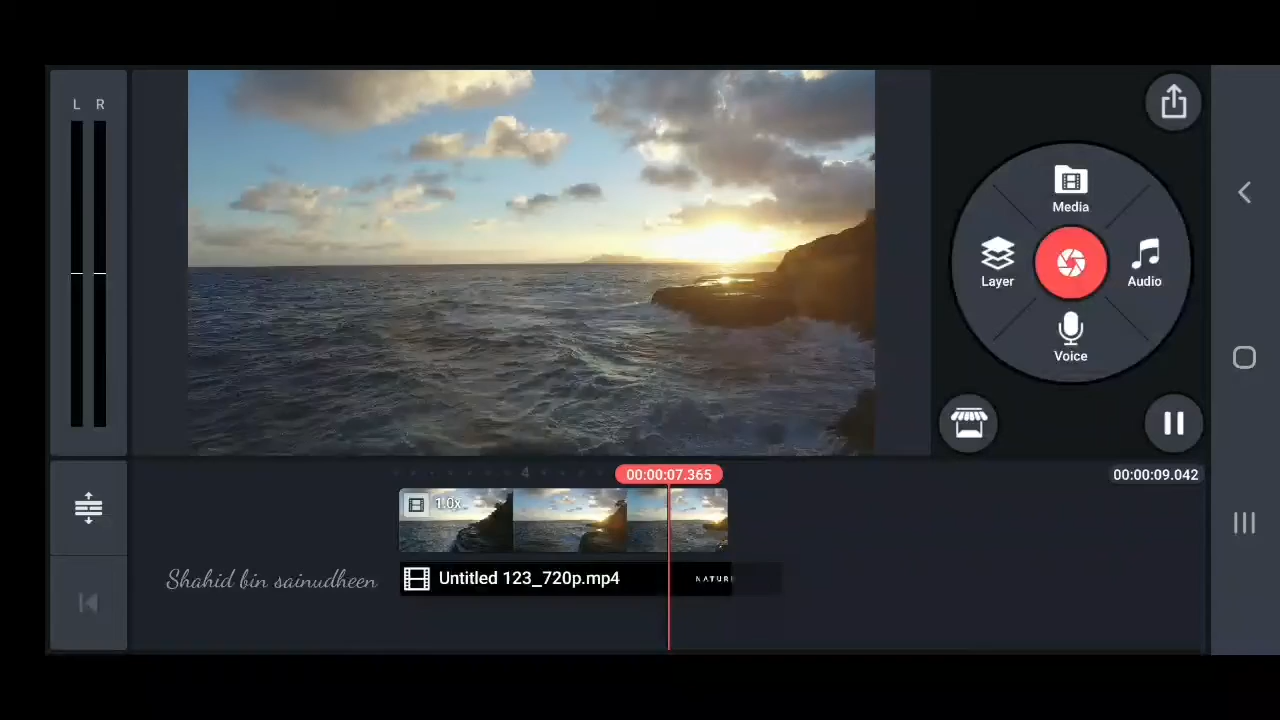 L R
Media
Layer
Audio
Voice
4
00:00:07.365
00:00:09.042
1.0x
Shahid bin sainudheen
Untitled 123_720p.mp4